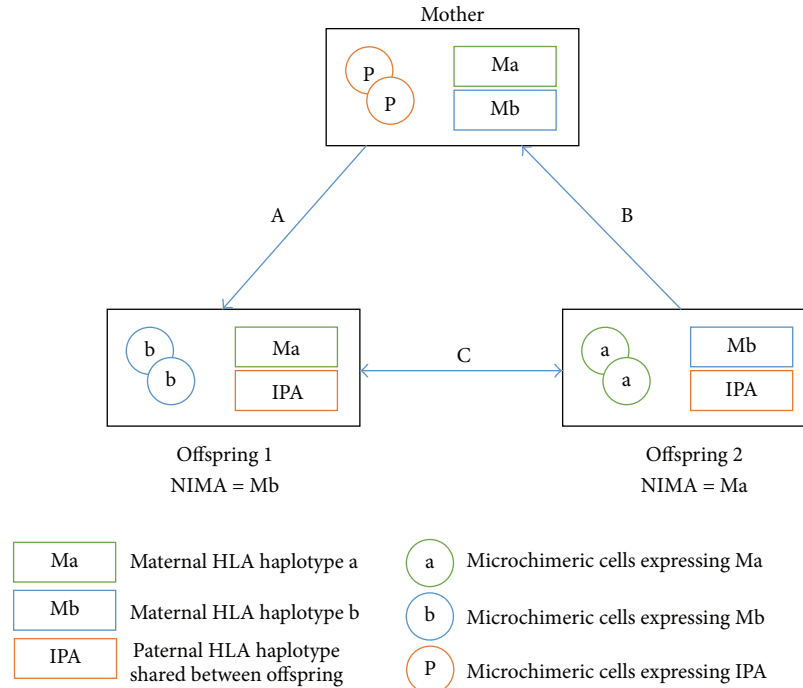 Mother
P
P
Ma
Mb
A
B
b
b
Ma
IPA
C
a
a
Mb
IPA
Offspring 1
NIMA = Mb
Offspring 2
NIMA = Ma
Ma
Maternal HLA haplotype a
Mb
Maternal HLA haplotype b
IPA
Paternal HLA haplotype
shared between offspring
a
Microchimeric cells expressing Ma
b
Microchimeric cells expressing Mb
P
Microchimeric cells expressing IPA